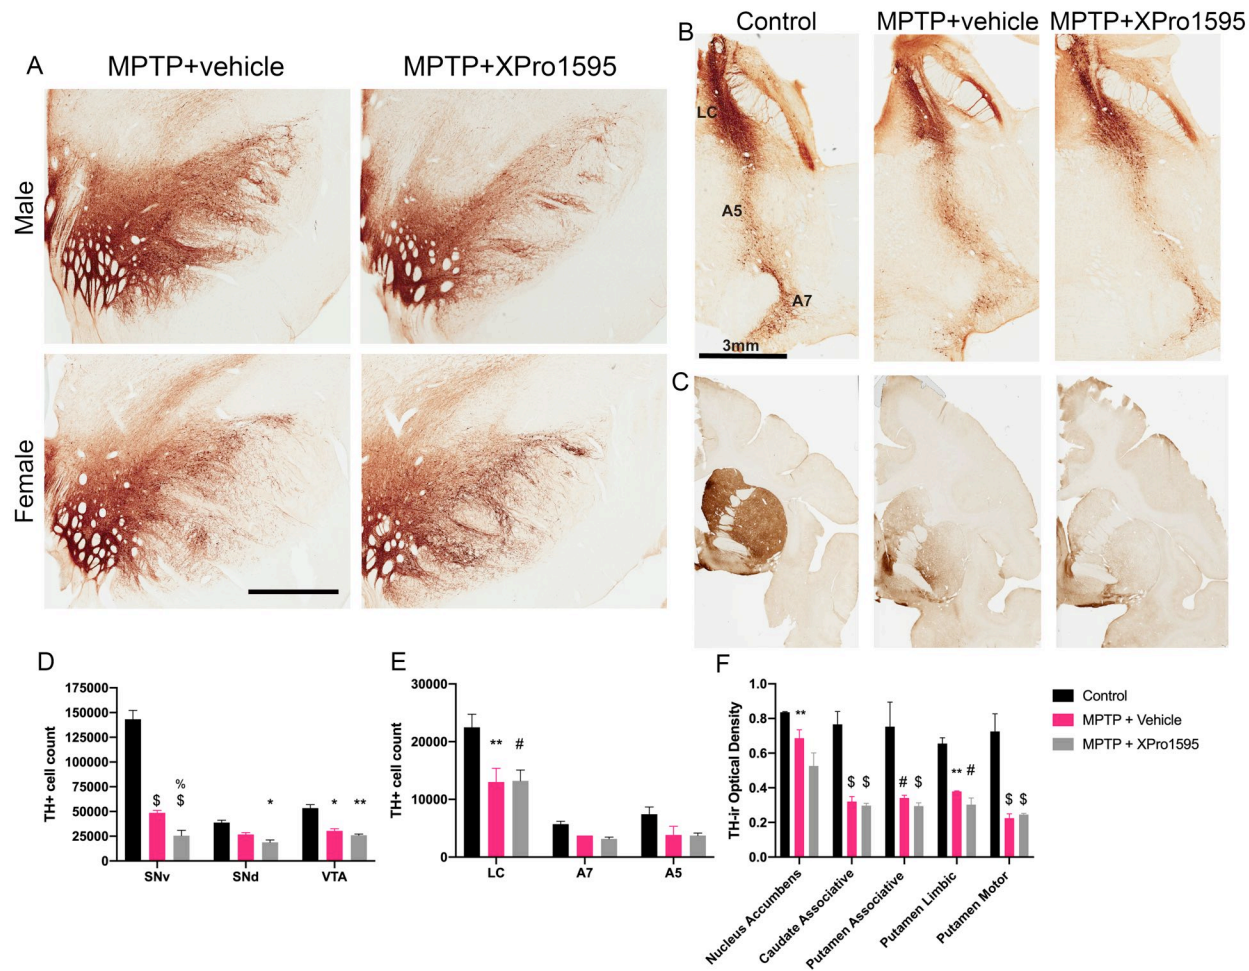 A
MPTP+vehicle
MPTP+XPro1595
Male
Female
B
Control
MPTP+vehicle
MPTP+XPro1595
LC
A5
A7
3mm
C
D
TH+ cell count
175000
150000
125000
100000
75000
50000
25000
0
$
%
$
*
*
**
SNv
SNd
VTA
E
TH+ cell count
30000
20000
10000
0
**
#
LC
A7
A5
F
TH-ir Optical Density
1.0
0.8
0.6
0.4
0.2
0.0
**
$
$
#
$
**
#
$
$
Nucleus Accumbens
Caudate Associative
Putamen Associative
Putamen Limbic
Putamen Motor
Control
MPTP + Vehicle
MPTP + XPro1595